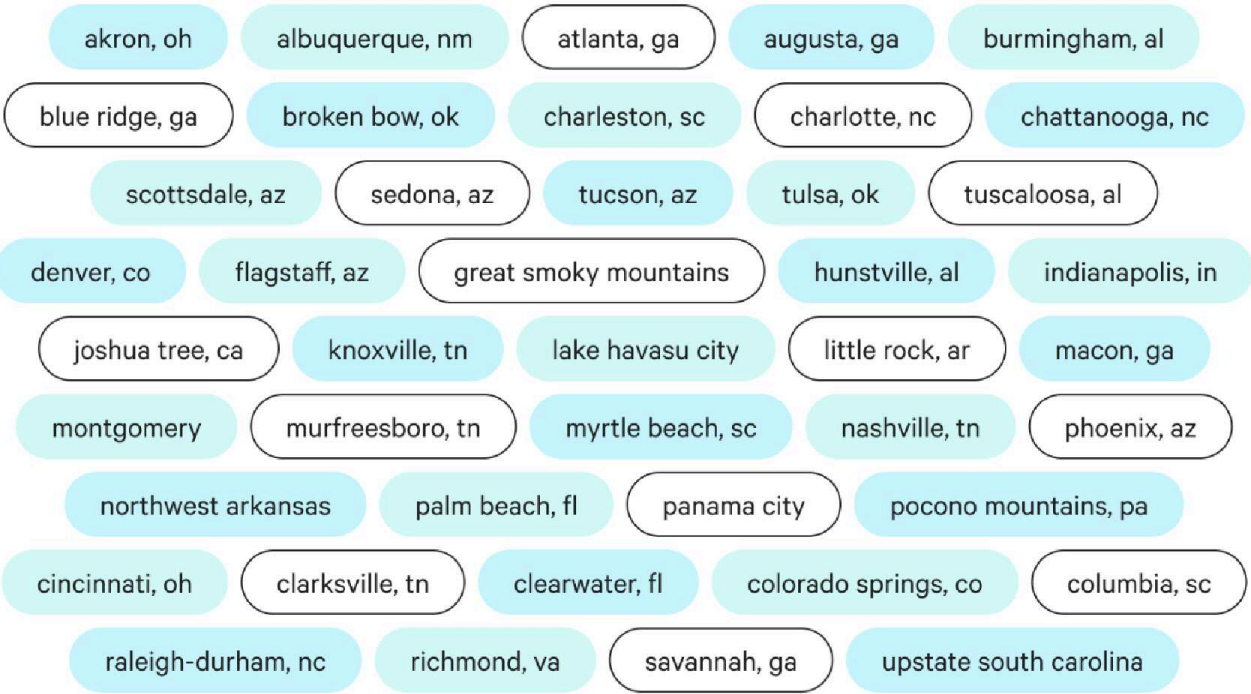 akron, oh albuquerque, nm atlanta, ga augusta, ga burmingham, al
blue ridge, ga broken bow, ok charleston, sc charlotte, nc chattanooga, nc
scottsdale, az sedona, az tucson, az tulsa, ok tuscaloosa, al
denver, co flagstaff, az great smoky mountains hunstville, al indianapolis, in
joshua tree, ca knoxville, tn lake havasu city little rock, ar macon, ga
montgomery murfreesboro, tn myrtle beach, sc nashville, tn phoenix, az
northwest arkansas palm beach, fl panama city pocono mountains, pa
cincinnati, oh clarksville, tn clearwater, fl colorado springs, co columbia, sc
raleigh-durham, nc richmond, va savannah, ga upstate south carolina